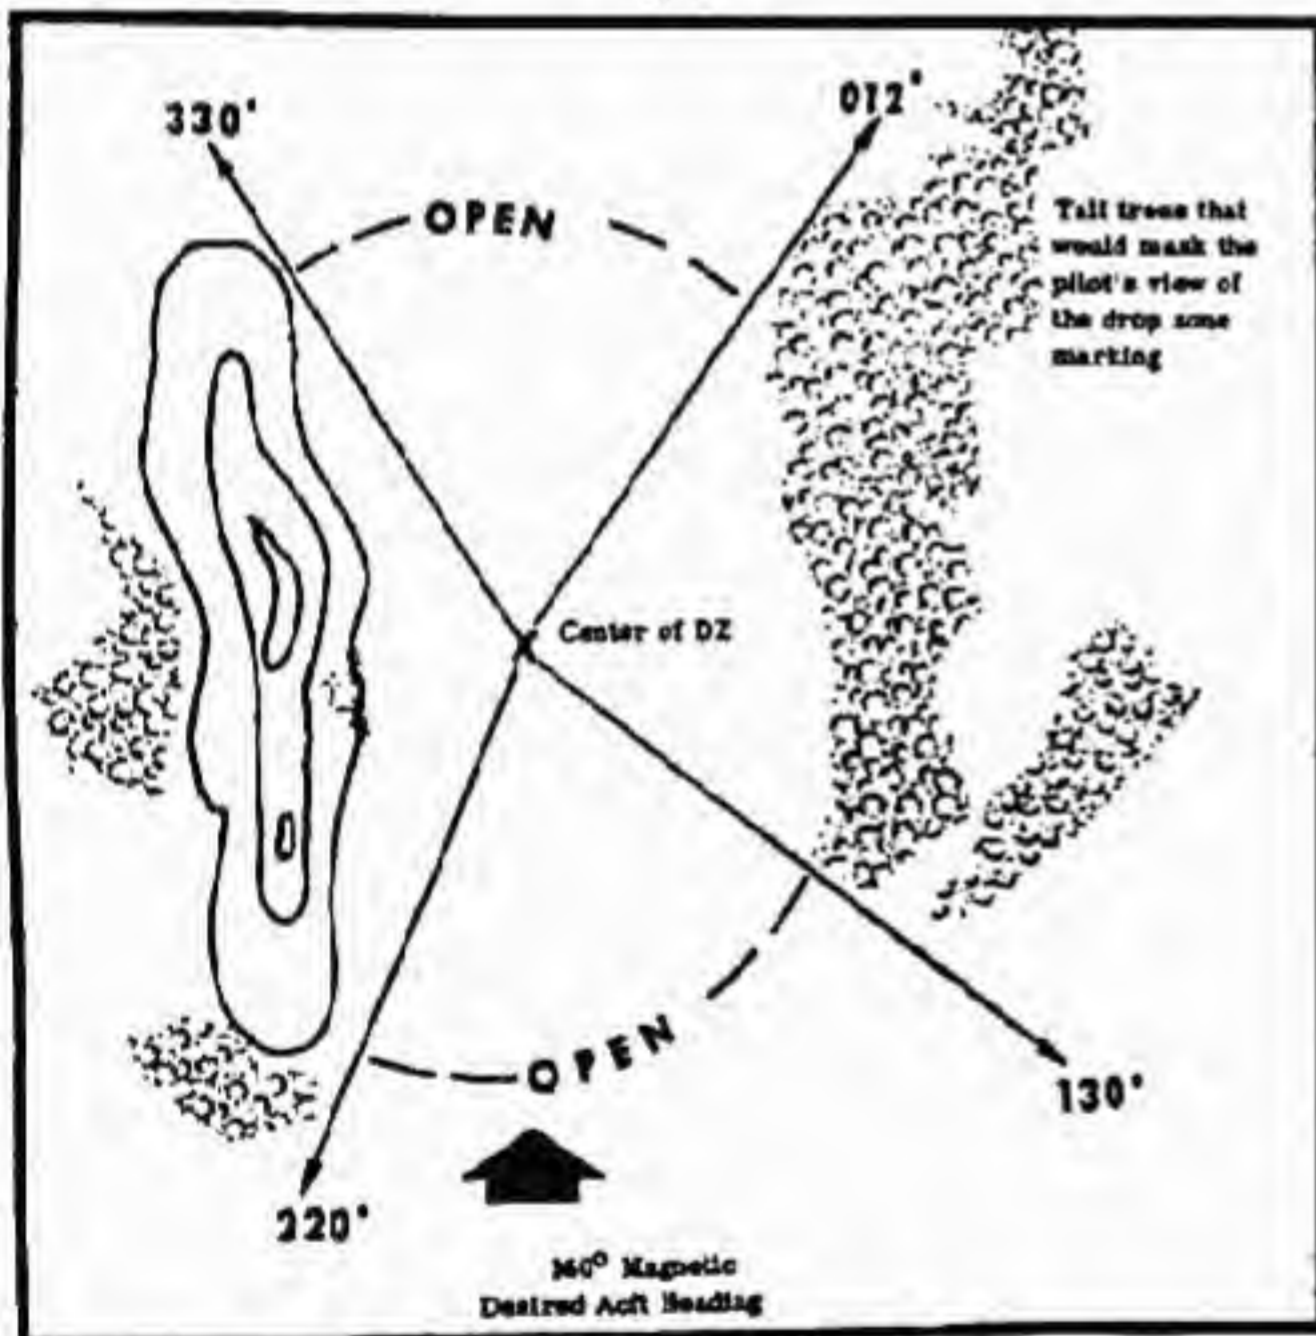 330°
012°
OPEN
Tall trees that
would mask the
pilot's view of
the drop zone
marking
Center of DZ
OPEN
130°
220°
360° Magnetic
Desired Acft Heading